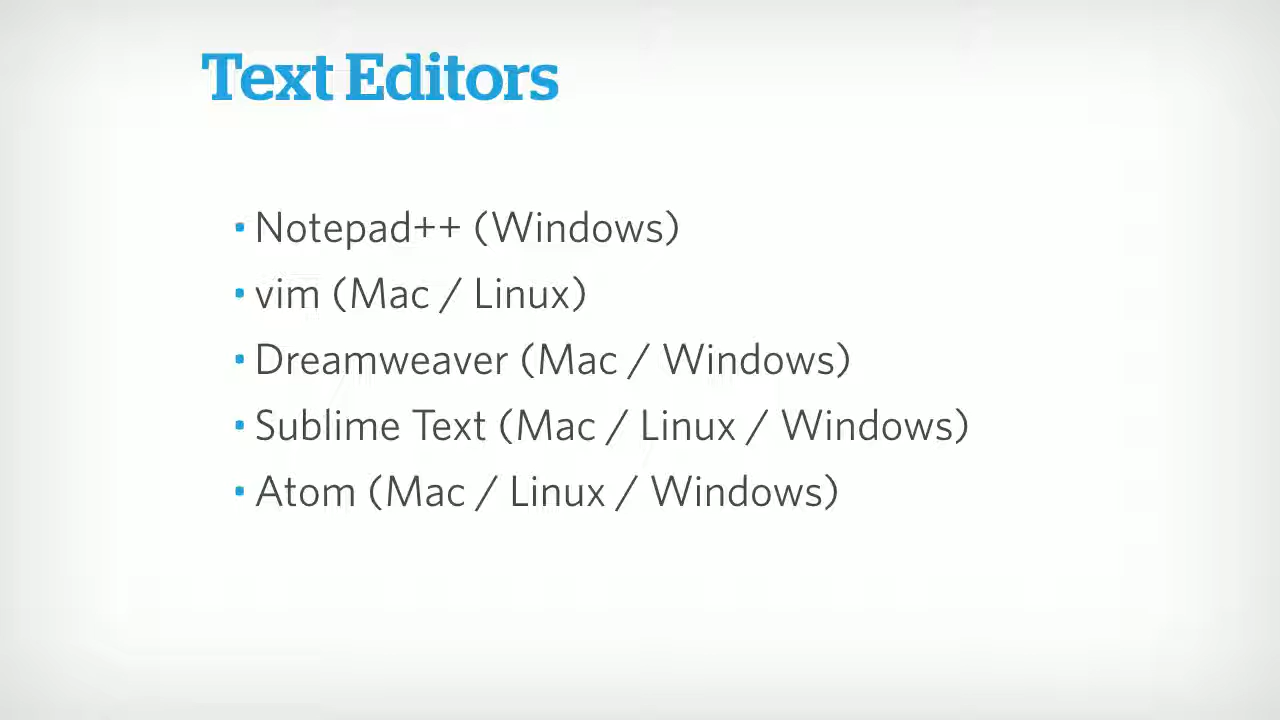 Text Editors
• Notepad++ (Windows)
• vim (Mac / Linux)
• Dreamweaver (Mac / Windows)
• Sublime Text (Mac / Linux / Windows)
• Atom (Mac / Linux / Windows)